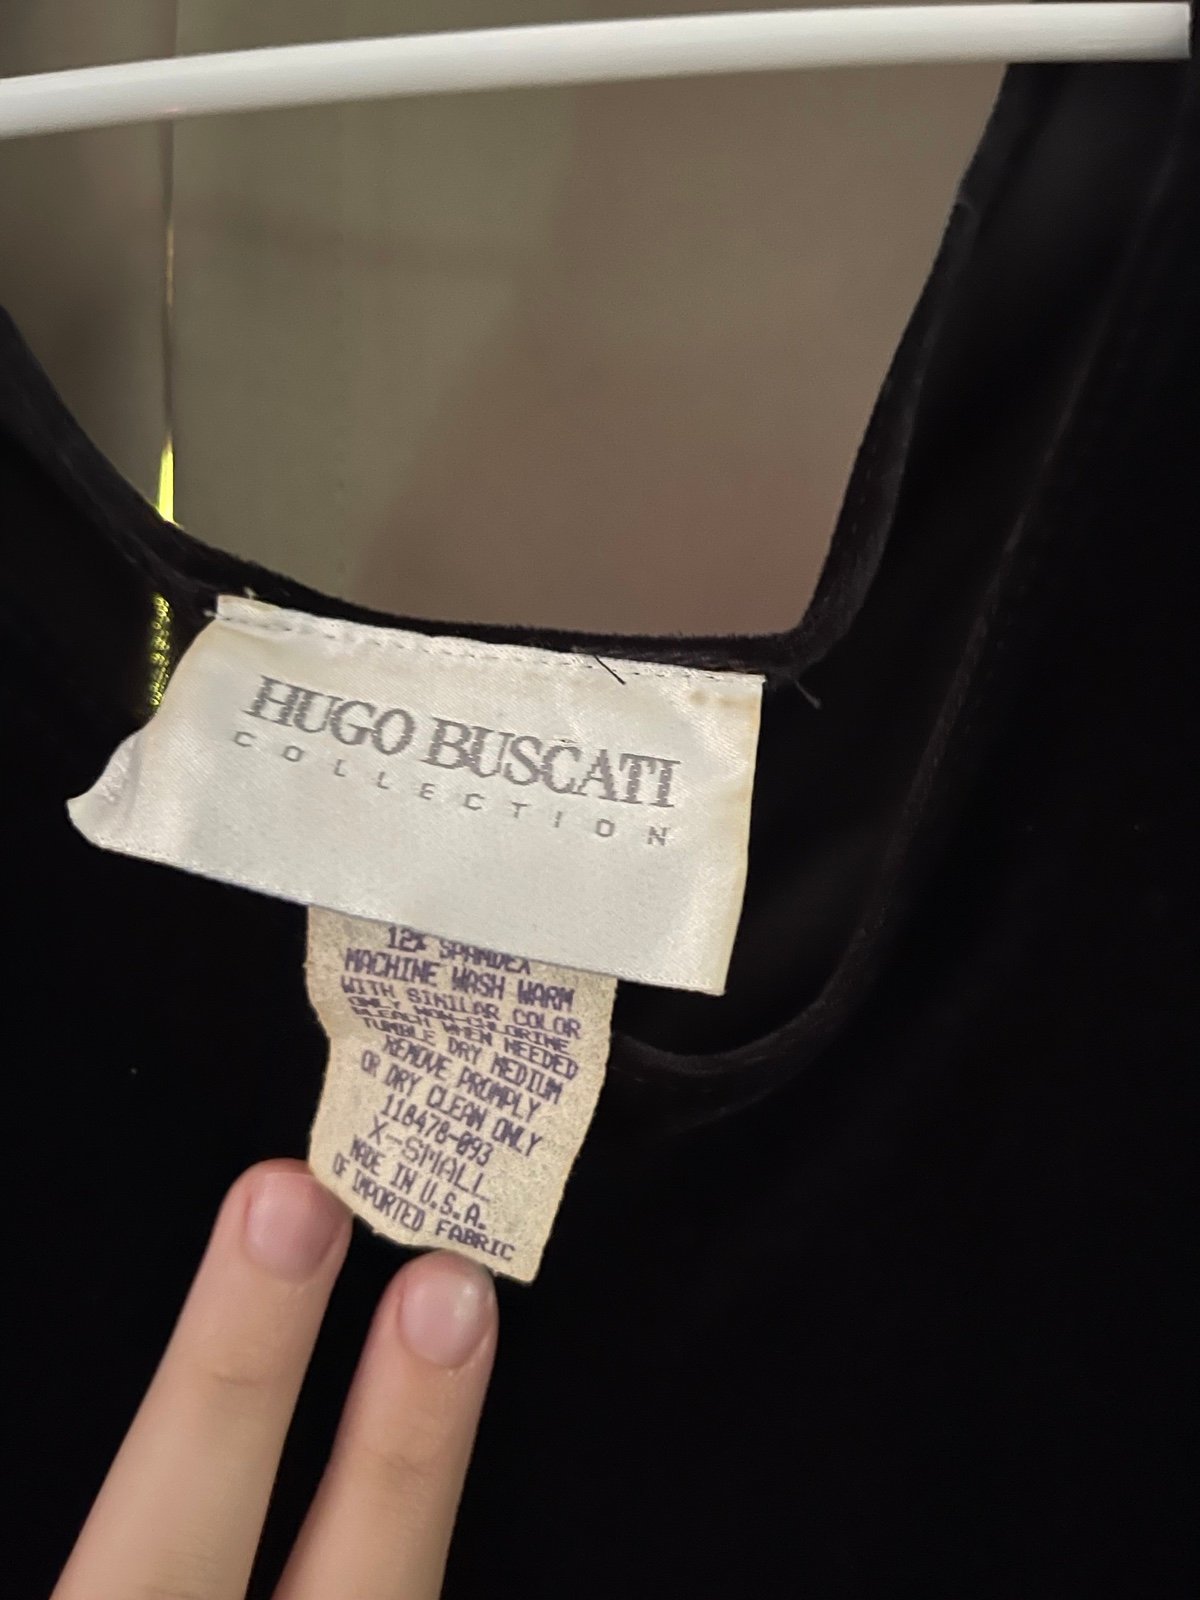 HUGO BUSCATI
COLLECTION
12% SPANDEX
MACHINE WASH WARM
WITH SIMILAR COLOR
ONLY NON-CHLORINE
BLEACH WHEN NEEDED
TUMBLE DRY MEDIUM
REMOVE PROMPLY
OR DRY CLEAN ONLY
118478-093
X-SMALL
MADE IN U.S.A.
OF IMPORTED FABRIC